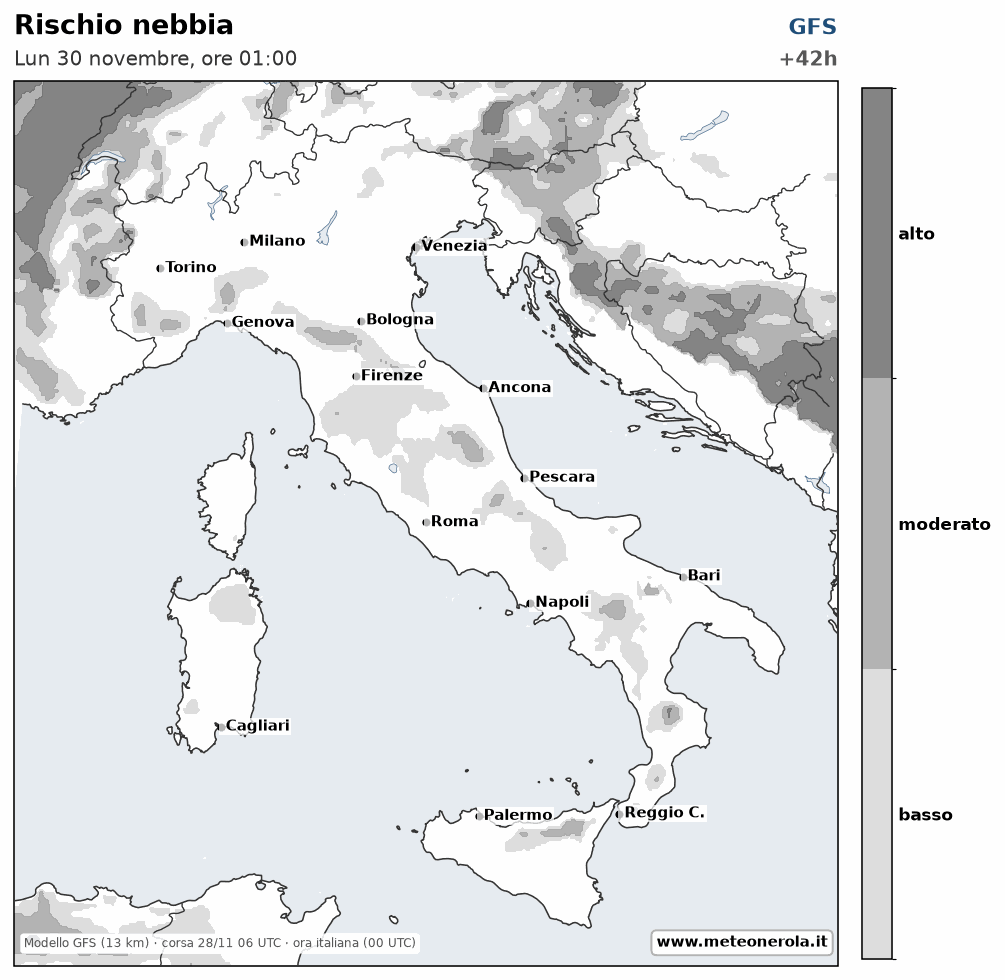 Rischio nebbia
GFS
Lun 30 novembre, ore 01:00
+42h
Milano
Venezia
Torino
Genova
Bologna
Firenze
Ancona
Pescara
Roma
Bari
Napoli
Cagliari
Palermo
Reggio C.
alto
moderato
basso
Modello GFS (13 km) · corsa 28/11 06 UTC · ora italiana (00 UTC)
www.meteonerola.it